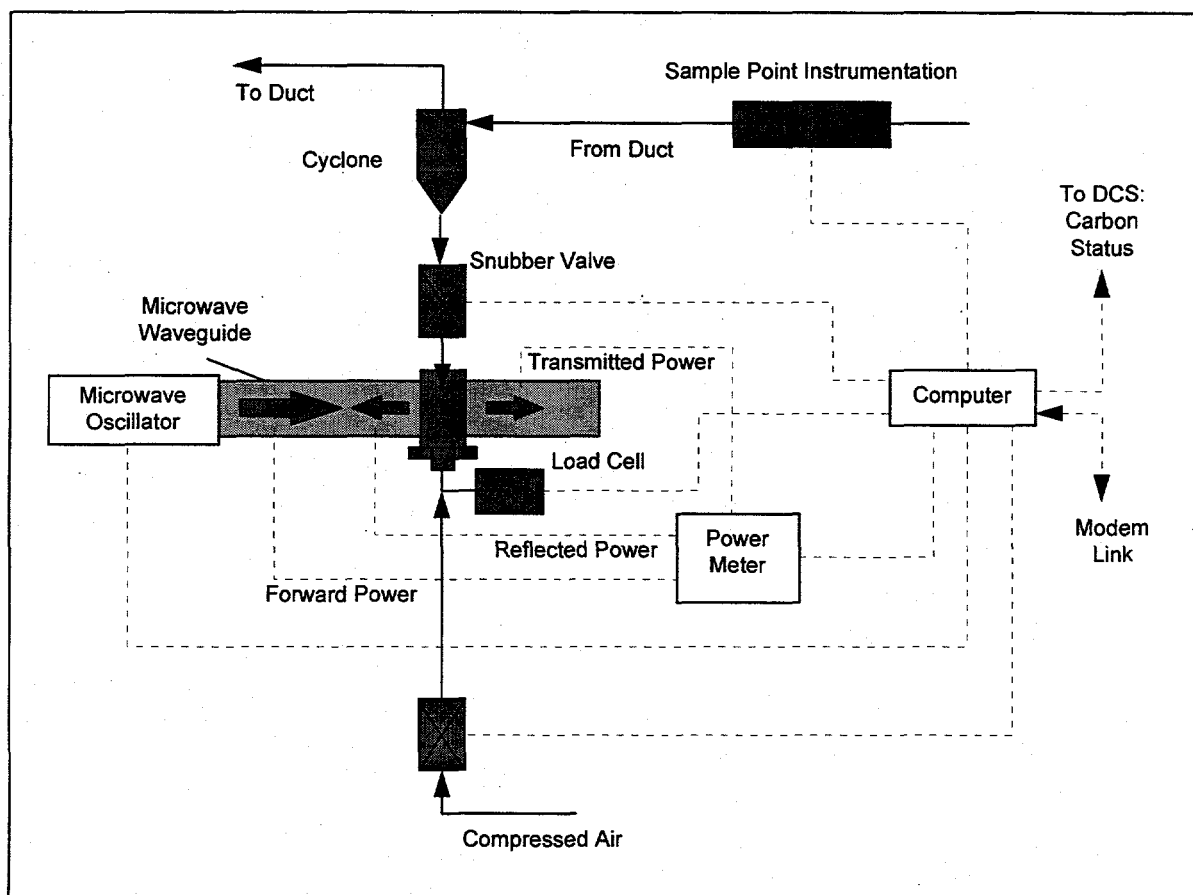 Sample Point Instrumentation
To Duct
From Duct
Cyclone
To DCS:
Carbon
Status
Snubber Valve
Microwave
Waveguide
Transmitted Power
Microwave
Oscillator
Computer
Load Cell
Reflected Power
Power
Meter
Modem
Link
Forward Power
Compressed Air